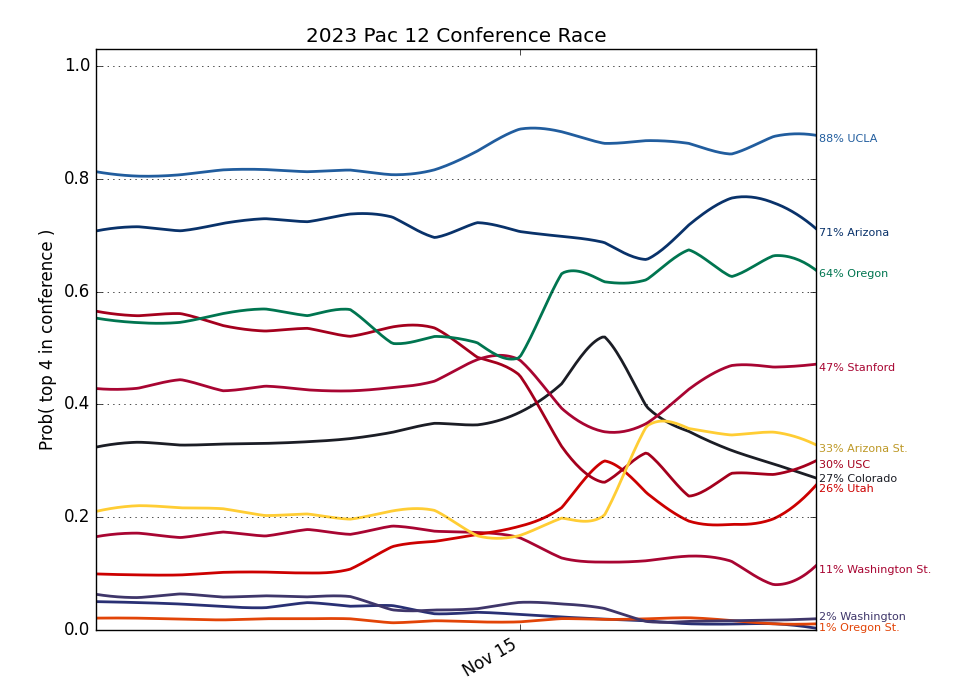 2023 Pac 12 Conference Race
Prob( top 4 in conference )
1.0
0.8
0.6
0.4
0.2
0.0
Nov 15
88% UCLA
71% Arizona
64% Oregon
47% Stanford
33% Arizona St.
30% USC
27% Colorado
26% Utah
11% Washington St.
2% Washington
1% Oregon St.